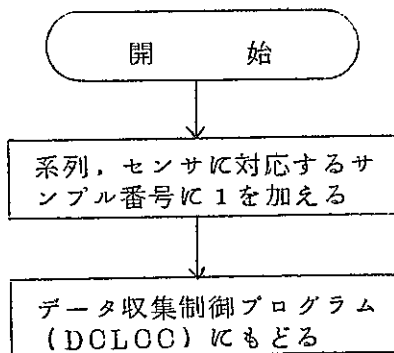 開　　始
系列，センサに対応するサ
ンプル番号に１を加える
データ収集制御プログラム
（DCLCC）にもどる